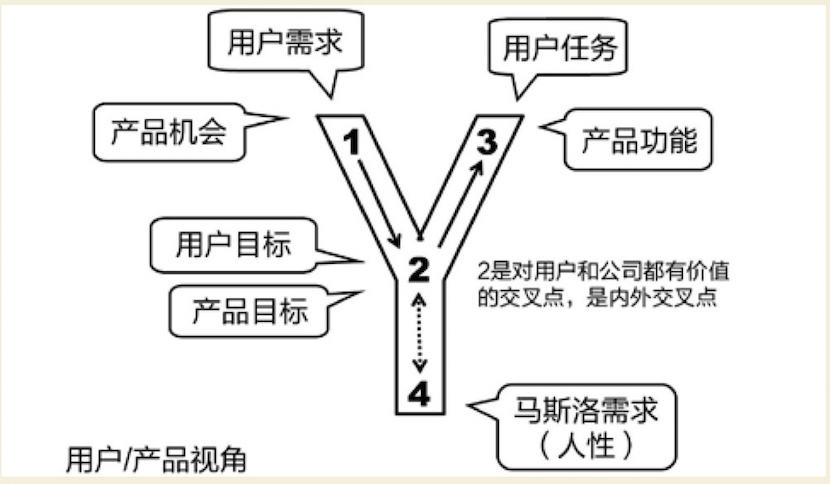 用户需求
用户任务
产品机会
产品功能
1
3
用户目标
2
产品目标
2是对用户和公司都有价值
的交叉点，是内外交叉点
4
马斯洛需求
（人性）
用户/产品视角